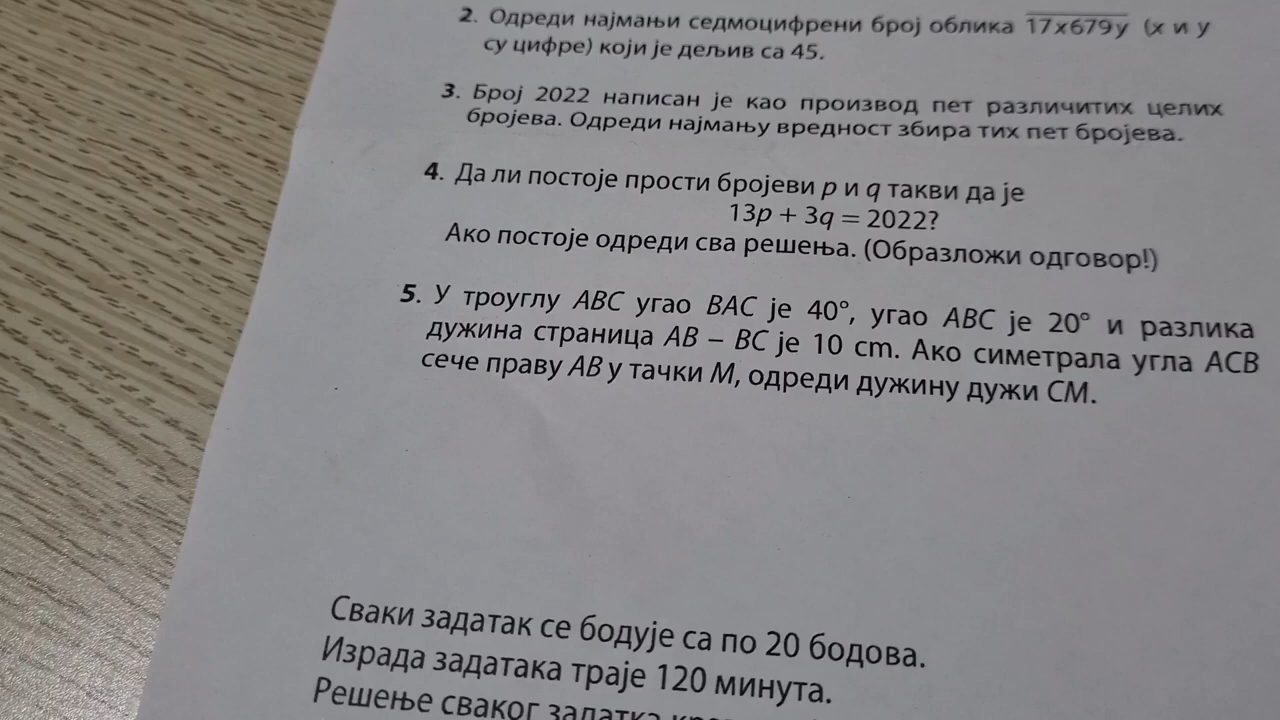 2. Одреди најмањи седмоцифрени број облика 17x679y (x и y
су цифре) који је дељив са 45.
3. Број 2022 написан је као производ пет различитих целих
бројева. Одреди најмању вредност збира тих пет бројева.
4. Да ли постоје прости бројеви p и q такви да је
13p + 3q = 2022?
Ако постоје одреди сва решења. (Образложи одговор!)
5. У троуглу ABC угао BAC је 40°, угао ABC је 20° и разлика
дужина страница AB – BC је 10 cm. Ако симетрала угла ACB
сече праву AB у тачки M, одреди дужину дужи CM.
Сваки задатак се бодује са по 20 бодова.
Израда задатака траје 120 минута.
Решење сваког задатка